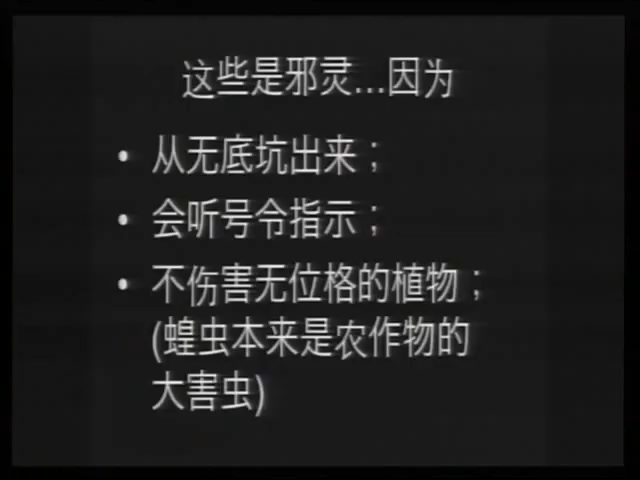 这些是邪灵...因为
• 从无底坑出来；
• 会听号令指示；
• 不伤害无位格的植物；
(蝗虫本来是农作物的
大害虫)